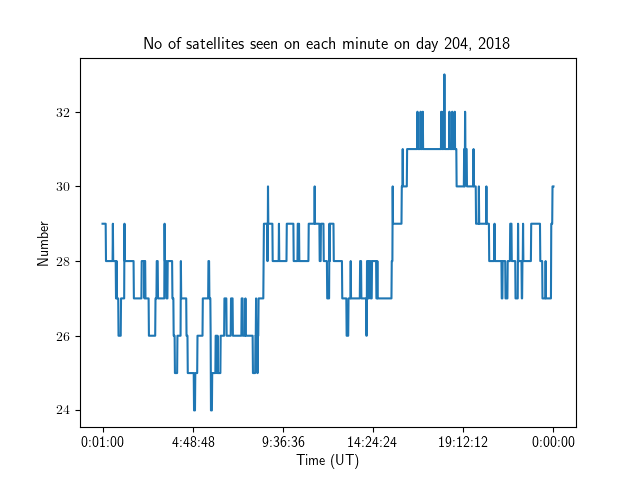 No of satellites seen on each minute on day 204, 2018
Number
32
30
28
26
24
0:01:00 4:48:48 9:36:36 14:24:24 19:12:12 0:00:00
Time (UT)